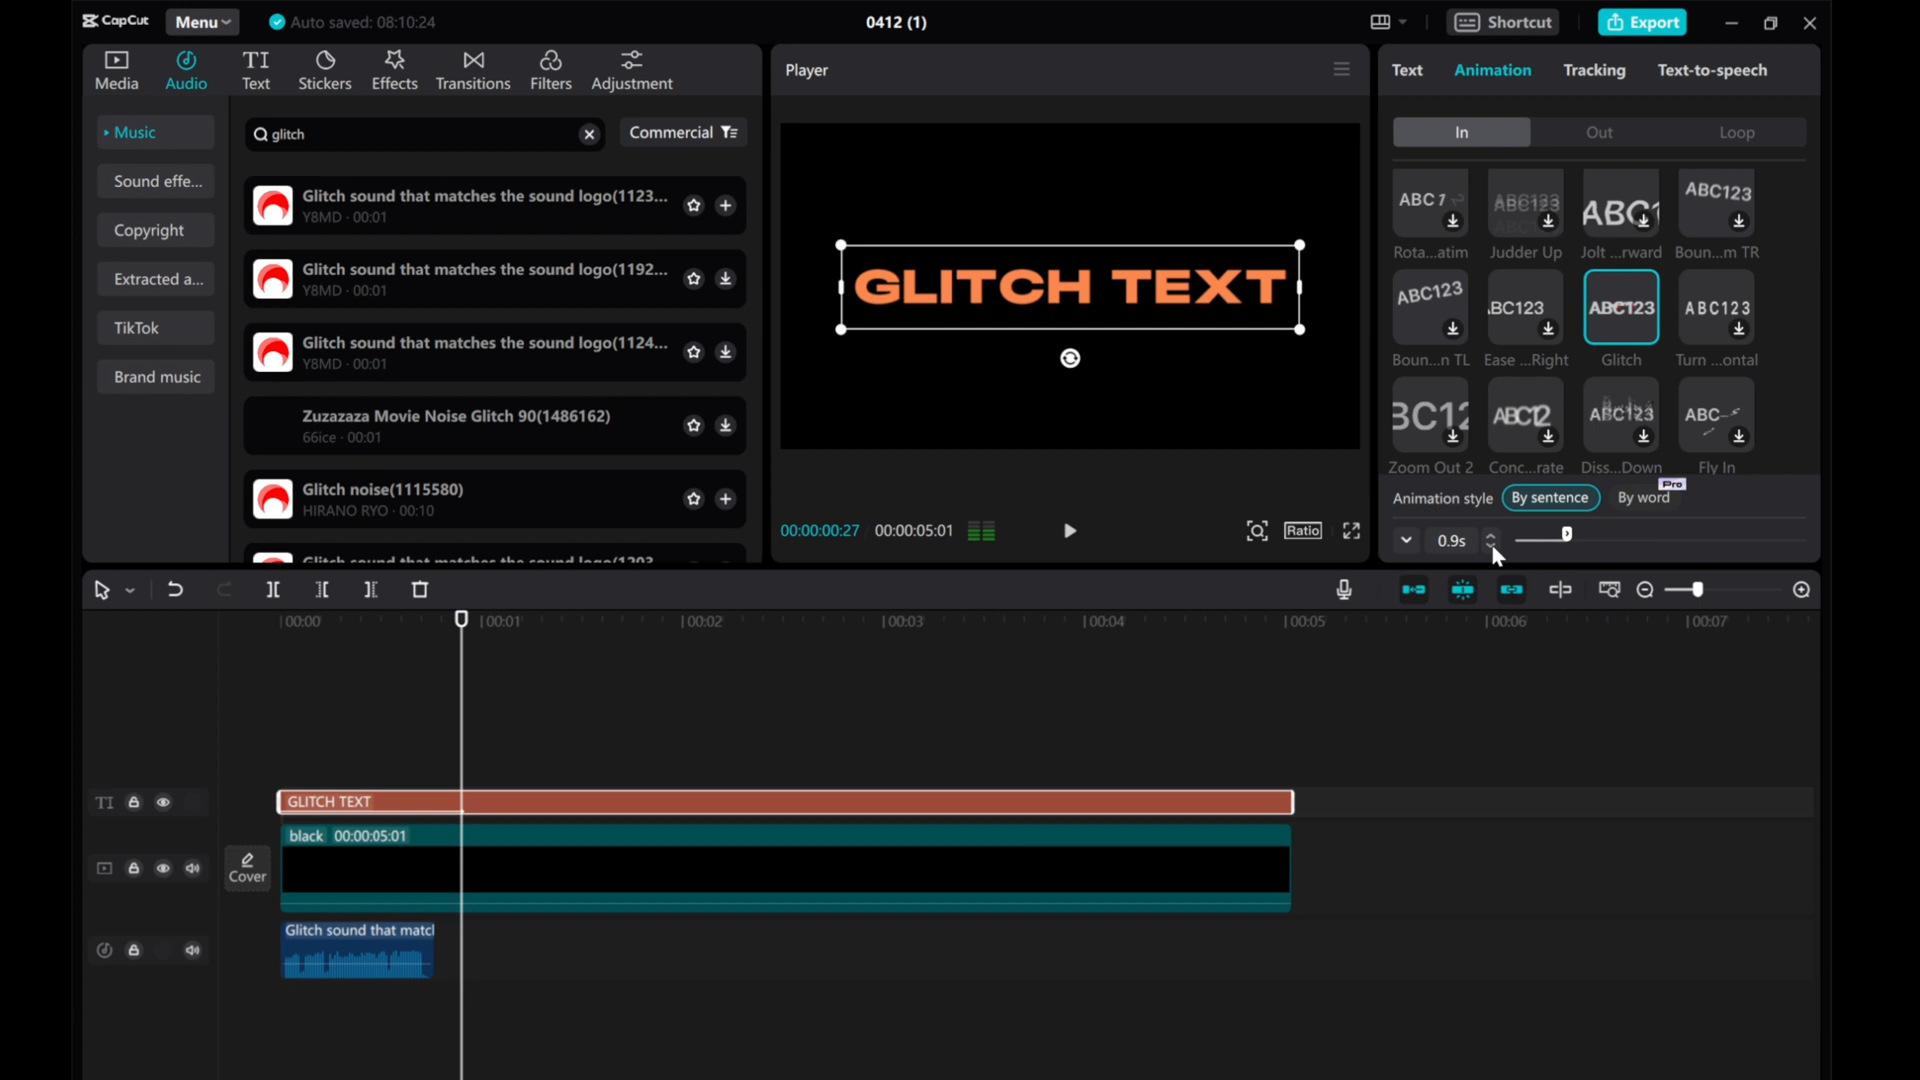 CapCut
Menu
Auto saved: 08:10:24
0412 (1)
Shortcut
Export
Media
Audio
Text
Stickers
Effects
Transitions
Filters
Adjustment
Music
Sound effe...
Copyright
Extracted a...
TikTok
Brand music
glitch
Commercial
Glitch sound that matches the sound logo(1123...
Y8MD · 00:01
Glitch sound that matches the sound logo(1192...
Y8MD · 00:01
Glitch sound that matches the sound logo(1124...
Y8MD · 00:01
Zuzazaza Movie Noise Glitch 90(1486162)
66ice · 00:01
Glitch noise(1115580)
HIRANO RYO · 00:10
Glitch sound that matches the sound logo(1203...
Player
GLITCH TEXT
00:00:00:27
00:00:05:01
Ratio
Text
Animation
Tracking
Text-to-speech
In
Out
Loop
ABC1
ABC123
ABC1
ABC123
Rota...atim
Judder Up
Jolt ...rward
Boun...m TR
ABC123
BC123
ABC123
ABC123
Boun...n TL
Ease ...Right
Glitch
Turn ...ontal
BC12
ABC12
ABC123
ABC
Zoom Out 2
Conc...rate
Diss...Down
Fly In
Animation style
By sentence
By word
Pro
0.9s
00:00
00:01
00:02
00:03
00:04
00:05
00:06
00:07
TI
GLITCH TEXT
black 00:00:05:01
Cover
Glitch sound that matcl